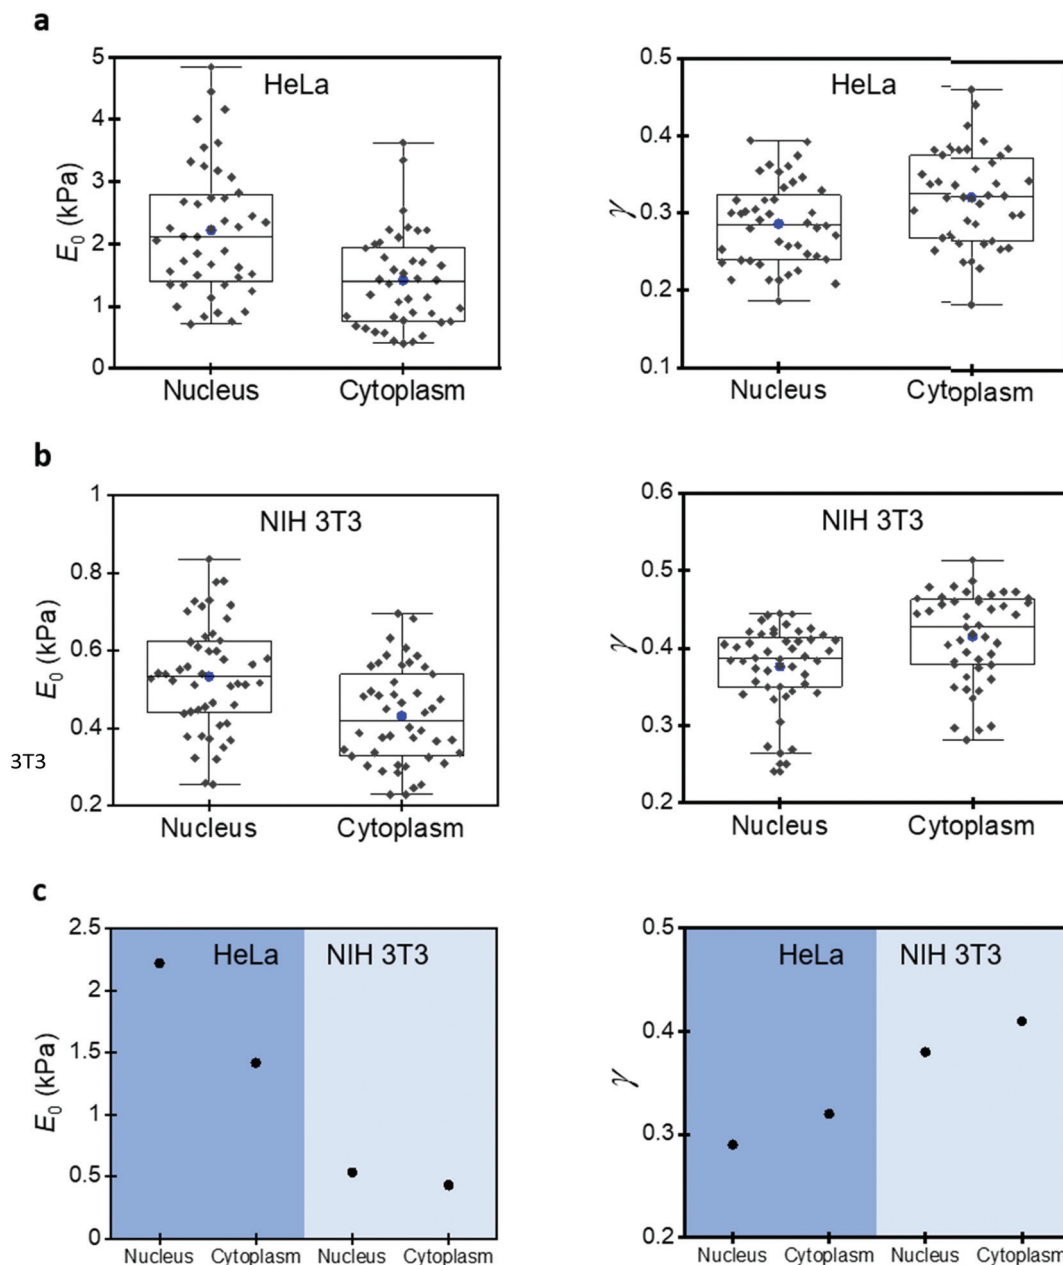 a
5
4
3
2
1
0
E0 (kPa)
HeLa
Nucleus Cytoplasm
0.5
0.4
0.3
0.2
0.1
γ
HeLa
Nucleus Cytoplasm
b
1
0.8
0.6
0.4
0.2
E0 (kPa)
NIH 3T3
3T3
Nucleus Cytoplasm
0.6
0.5
0.4
0.3
0.2
γ
NIH 3T3
Nucleus Cytoplasm
c
2.5
2
1.5
1
0.5
0
E0 (kPa)
HeLa NIH 3T3
Nucleus Cytoplasm Nucleus Cytoplasm
0.5
0.4
0.3
0.2
γ
HeLa NIH 3T3
Nucleus Cytoplasm Nucleus Cytoplasm